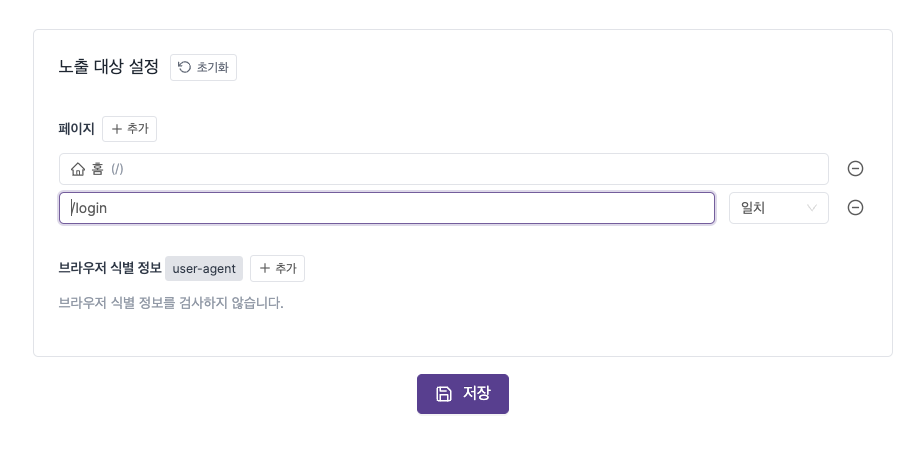 노출 대상 설정 초기화
페이지 + 추가
홈 (/)
/login 일치
브라우저 식별 정보 user-agent + 추가
브라우저 식별 정보를 검사하지 않습니다.
저장